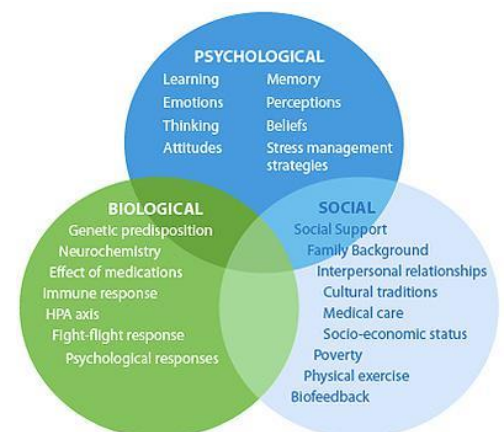 PSYCHOLOGICAL
Learning
Emotions
Thinking
Attitudes
Memory
Perceptions
Beliefs
Stress management
strategies
BIOLOGICAL
Genetic predisposition
Neurochemistry
Effect of medications
Immune response
HPA axis
Fight-flight response
Psychological responses
SOCIAL
Social Support
Family Background
Interpersonal relationships
Cultural traditions
Medical care
Socio-economic status
Poverty
Physical exercise
Biofeedback